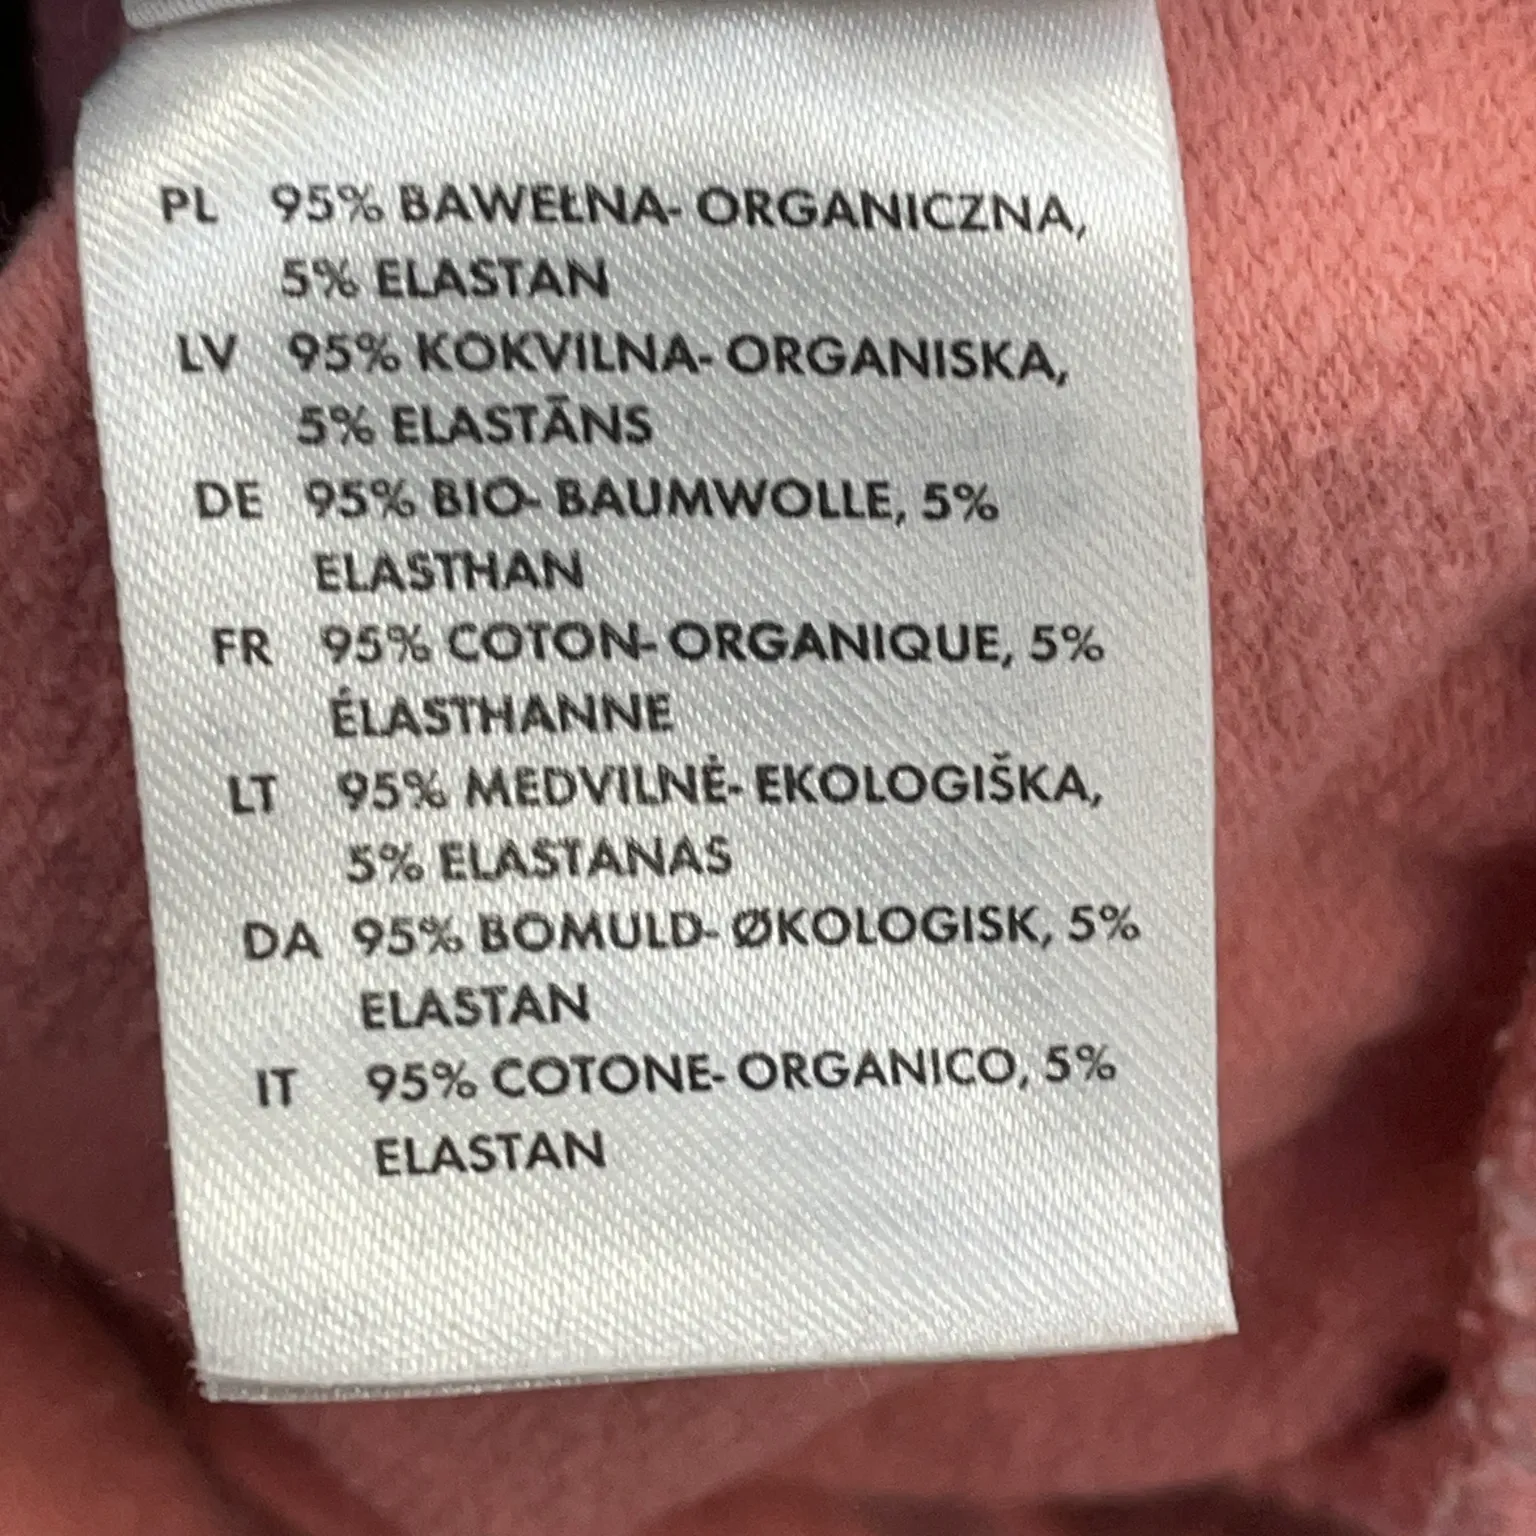 PL 95% BAWEŁNA- ORGANICZNA,
5% ELASTAN
LV 95% KOKVILNA- ORGANISKA,
5% ELASTĀNS
DE 95% BIO- BAUMWOLLE, 5%
ELASTHAN
FR 95% COTON- ORGANIQUE, 5%
ÉLASTHANNE
LT 95% MEDVILNĖ- EKOLOGIŠKA,
5% ELASTANAS
DA 95% BOMULD- ØKOLOGISK, 5%
ELASTAN
IT 95% COTONE- ORGANICO, 5%
ELASTAN